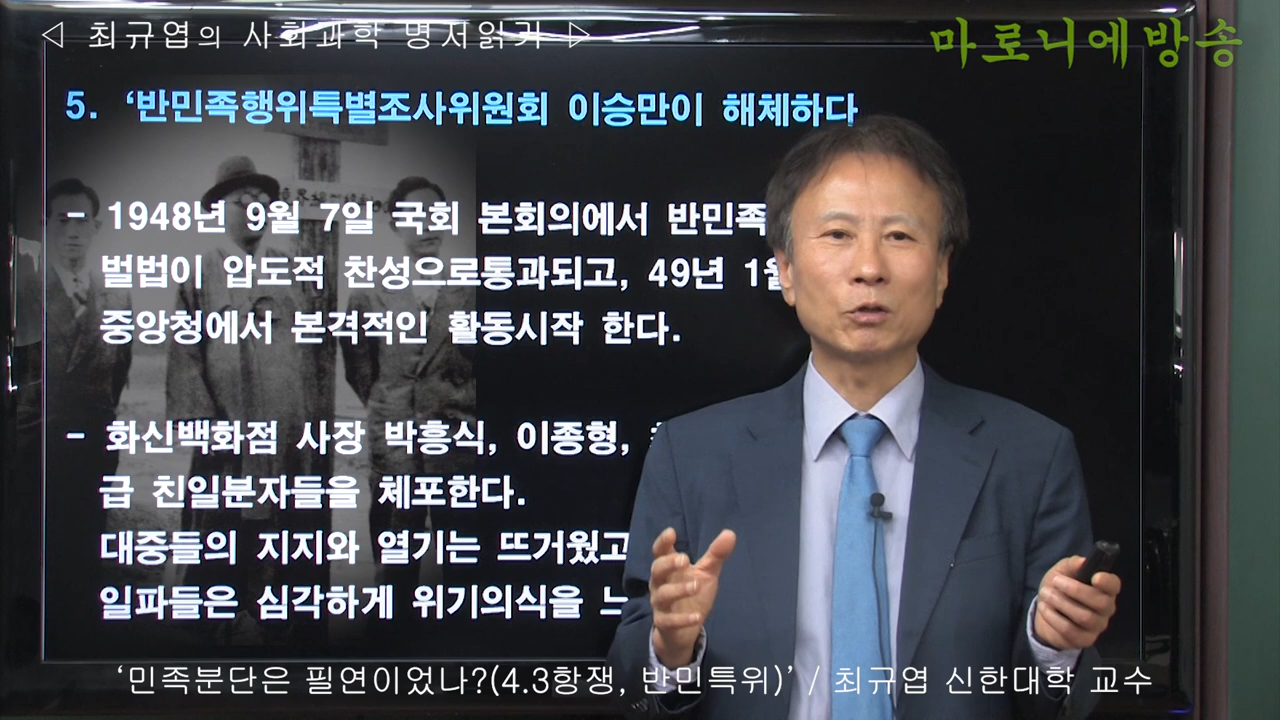 ◁ 최규엽의 사회과학 명저읽기 ▷
마로니에방송
5. ‘반민족행위특별조사위원회 이승만이 해체하다
- 1948년 9월 7일 국회 본회의에서 반민족
벌법이 압도적 찬성으로통과되고, 49년 1월
중앙청에서 본격적인 활동시작 한다.
- 화신백화점 사장 박흥식, 이종형,
급 친일분자들을 체포한다.
대중들의 지지와 열기는 뜨거웠고
일파들은 심각하게 위기의식을 느
‘민족분단은 필연이었나?(4.3항쟁, 반민특위)’ / 최규엽 신한대학 교수